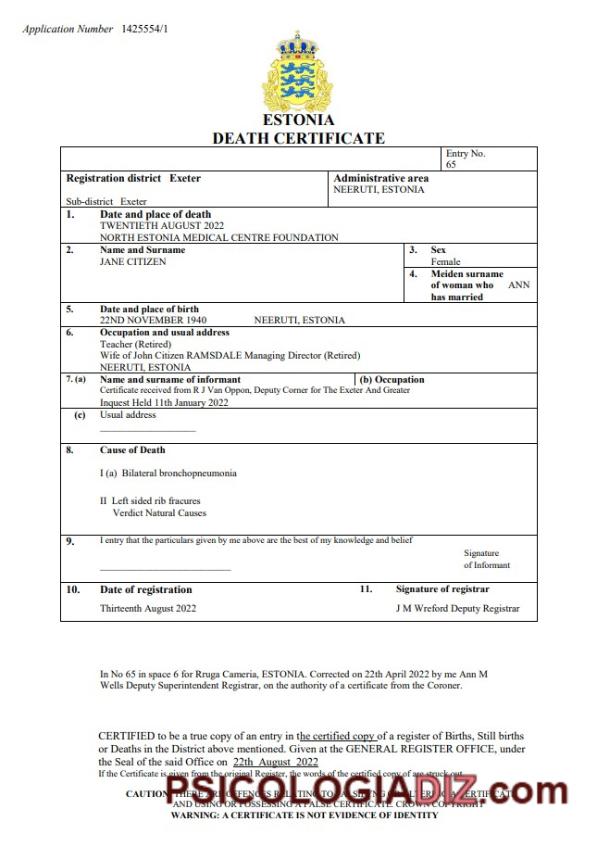 Application Number 1425554/1
ESTONIA
DEATH CERTIFICATE
Entry No.
65
Registration district Exeter
Sub-district Exeter
Administrative area
NEERUTI, ESTONIA
1. Date and place of death
TWENTIETH AUGUST 2022
NORTH ESTONIA MEDICAL CENTRE FOUNDATION
2. Name and Surname
JANE CITIZEN
3. Sex
Female
4. Meiden surname
of woman who ANN
has married
5. Date and place of birth
22ND NOVEMBER 1940 NEERUTI, ESTONIA
6. Occupation and usual address
Teacher (Retired)
Wife of John Citizen RAMSDALE Managing Director (Retired)
NEERUTI, ESTONIA
7. (a) Name and surname of informant (b) Occupation
Certificate received from R J Van Oppon, Deputy Corner for The Exeter And Greater
Inquest Held 11th January 2022
(c) Usual address
8. Cause of Death
I (a) Bilateral bronchopneumonia
II Left sided rib fracures
Verdict Natural Causes
9. I entry that the particulars given by me above are the best of my knowledge and belief
Signature
of Informant
10. Date of registration
Thirteenth August 2022
11. Signature of registrar
J M Wreford Deputy Registrar
In No 65 in space 6 for Rruga Cameria, ESTONIA. Corrected on 22th April 2022 by me Ann M
Wells Deputy Superintendent Registrar, on the authority of a certificate from the Coroner.
CERTIFIED to be a true copy of an entry in the certified copy of a register of Births, Still births
or Deaths in the District above mentioned. Given at the GENERAL REGISTER OFFICE, under
the Seal of the said Office on 22th August 2022
If the Certificate is given from the original Register, the words of the certified copy of are struck out
PSICOLOGIADIZ.com
CAUTION THERE ARE OFFENCES RELATING TO A CERTIFICATE
AND USING OR POSSESSING A FALSE CERTIFICATE. CROWN COPYRIGHT
WARNING: A CERTIFICATE IS NOT EVIDENCE OF IDENTITY